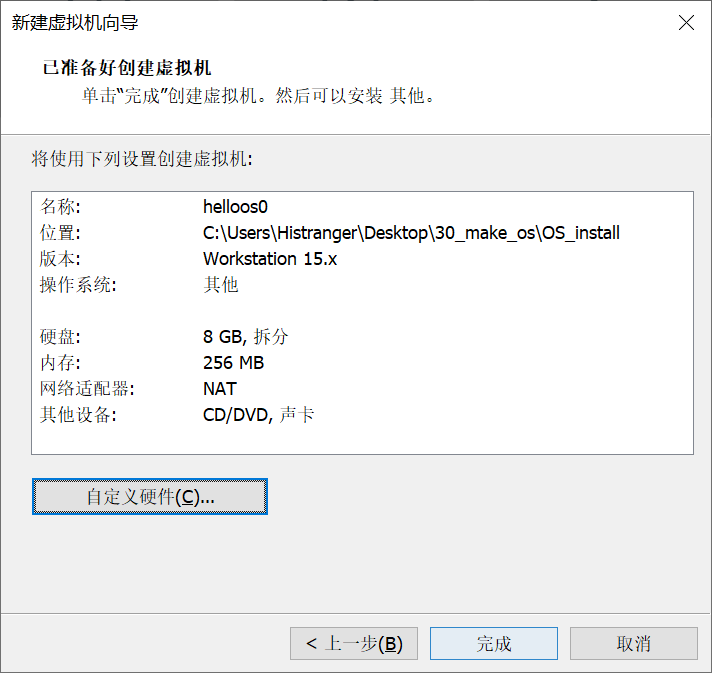 新建虚拟机向导
已准备好创建虚拟机
单击“完成”创建虚拟机。然后可以安装 其他。
将使用下列设置创建虚拟机:
名称: helloos0
位置: C:\Users\Histranger\Desktop\30_make_os\OS_install
版本: Workstation 15.x
操作系统: 其他
硬盘: 8 GB, 拆分
内存: 256 MB
网络适配器: NAT
其他设备: CD/DVD, 声卡
自定义硬件(C)...
< 上一步(B) 完成 取消